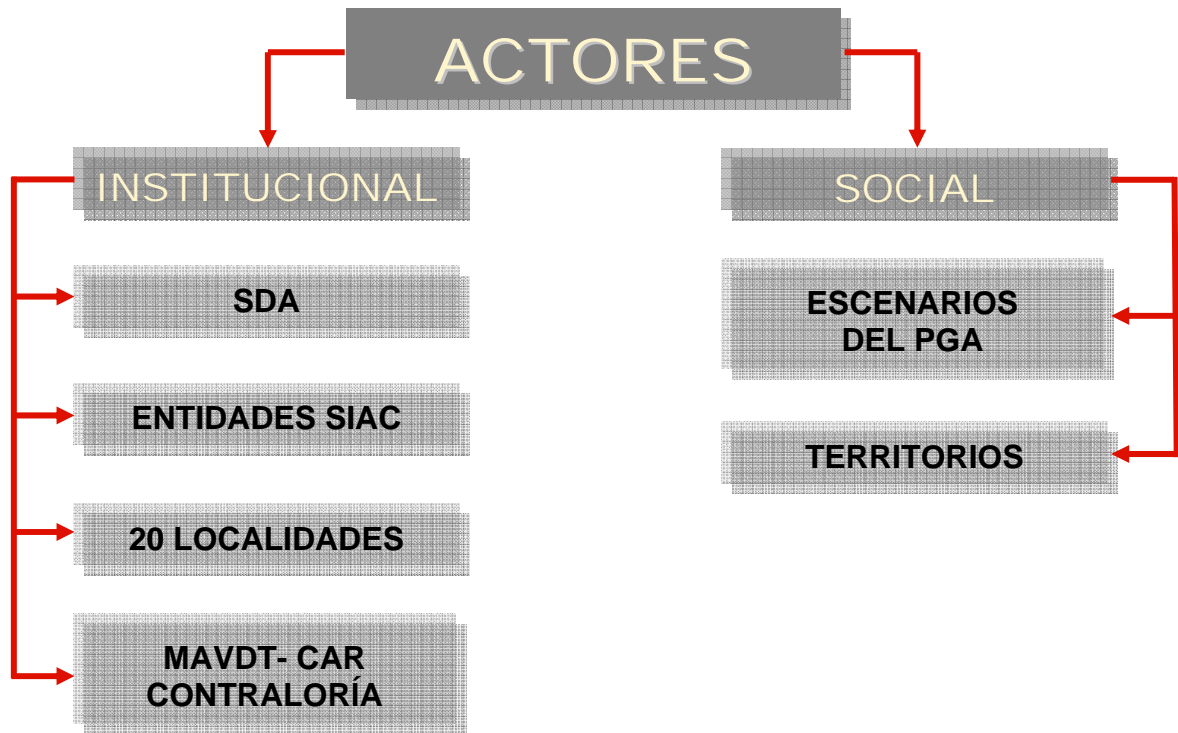 ACTORES
INSTITUCIONAL
SDA
ENTIDADES SIAC
20 LOCALIDADES
MAVDT- CAR
CONTRALORÍA
SOCIAL
ESCENARIOS
DEL PGA
TERRITORIOS